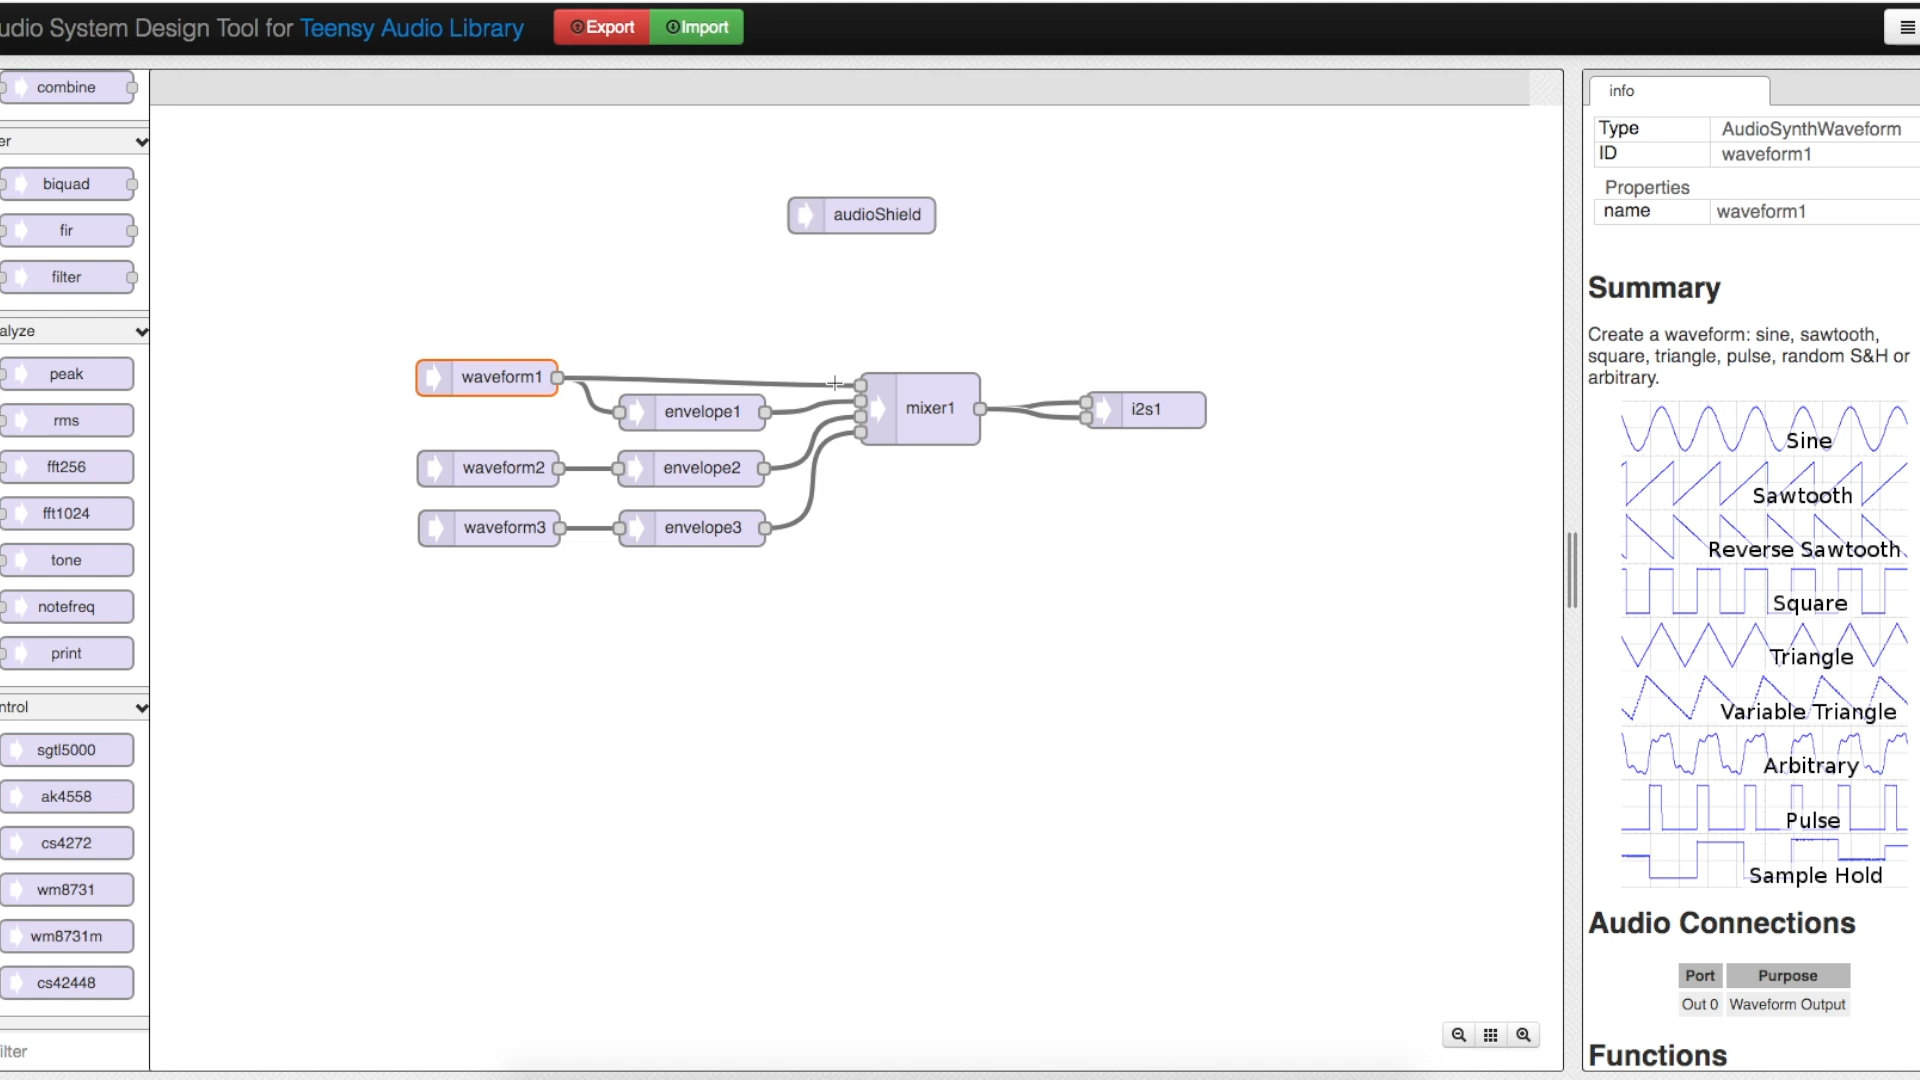 udio System Design Tool for Teensy Audio Library
Export
Import
combine
er
biquad
fir
filter
alyze
peak
rms
fft256
fft1024
tone
notefreq
print
ntrol
sgtl5000
ak4558
cs4272
wm8731
wm8731m
cs42448
ilter
audioShield
waveform1
envelope1
mixer1
i2s1
waveform2
envelope2
waveform3
envelope3
info
Type AudioSynthWaveform
ID waveform1
Properties
name waveform1
Summary
Create a waveform: sine, sawtooth,
square, triangle, pulse, random S&H or
arbitrary.
Sine
Sawtooth
Reverse Sawtooth
Square
Triangle
Variable Triangle
Arbitrary
Pulse
Sample Hold
Audio Connections
Port Purpose
Out 0 Waveform Output
Functions